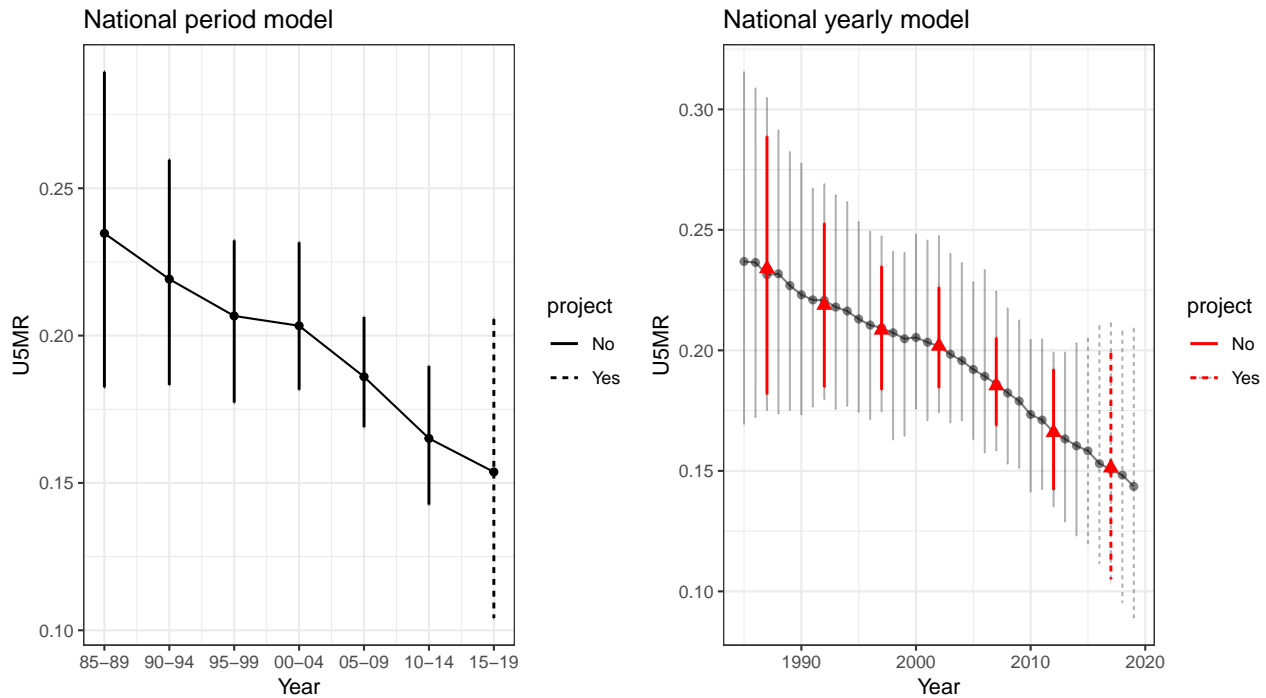 National period model
0.25
0.20
0.15
0.10
U5MR
85–89 90–94 95–99 00–04 05–09 10–14 15–19
Year
project
No
Yes
National yearly model
0.30
0.25
0.20
0.15
0.10
U5MR
1990 2000 2010 2020
Year
project
No
Yes